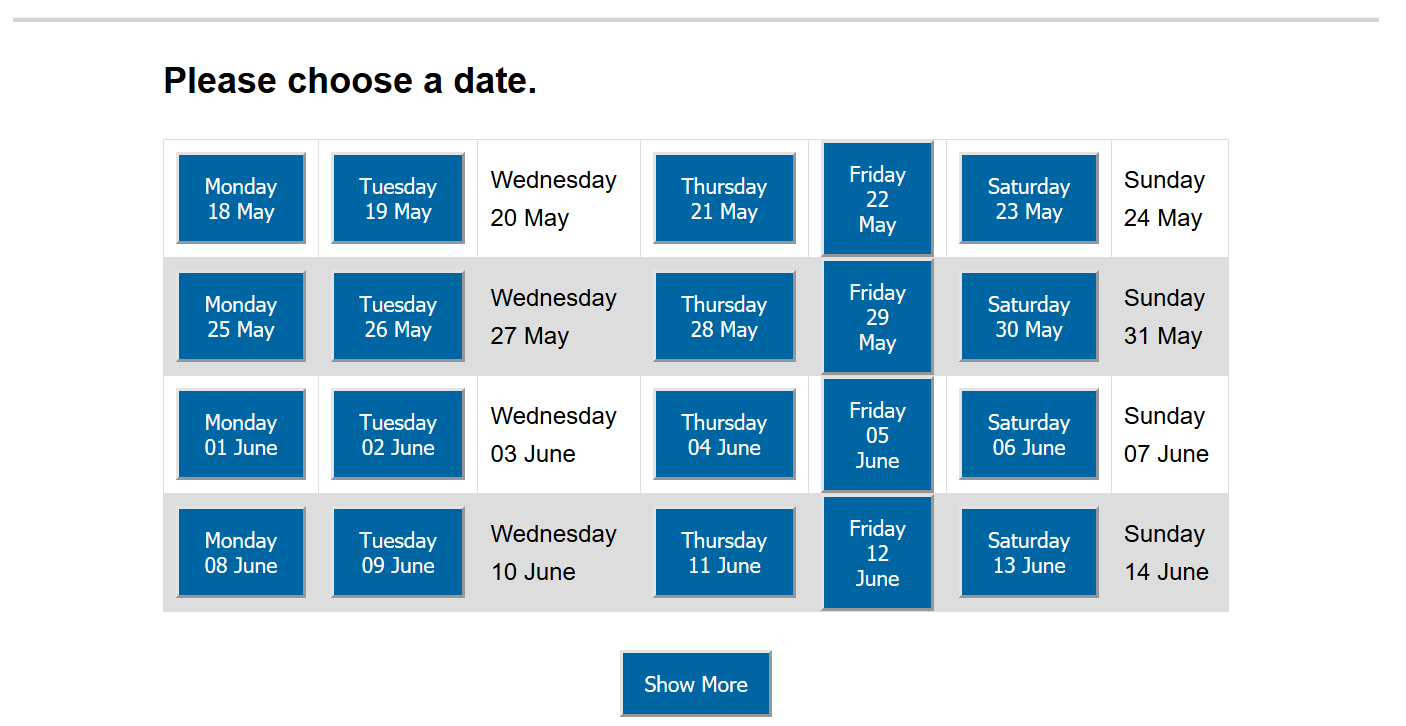 Please choose a date.
Monday
18 May
Tuesday
19 May
Wednesday
20 May
Thursday
21 May
Friday
22
May
Saturday
23 May
Sunday
24 May
Monday
25 May
Tuesday
26 May
Wednesday
27 May
Thursday
28 May
Friday
29
May
Saturday
30 May
Sunday
31 May
Monday
01 June
Tuesday
02 June
Wednesday
03 June
Thursday
04 June
Friday
05
June
Saturday
06 June
Sunday
07 June
Monday
08 June
Tuesday
09 June
Wednesday
10 June
Thursday
11 June
Friday
12
June
Saturday
13 June
Sunday
14 June
Show More